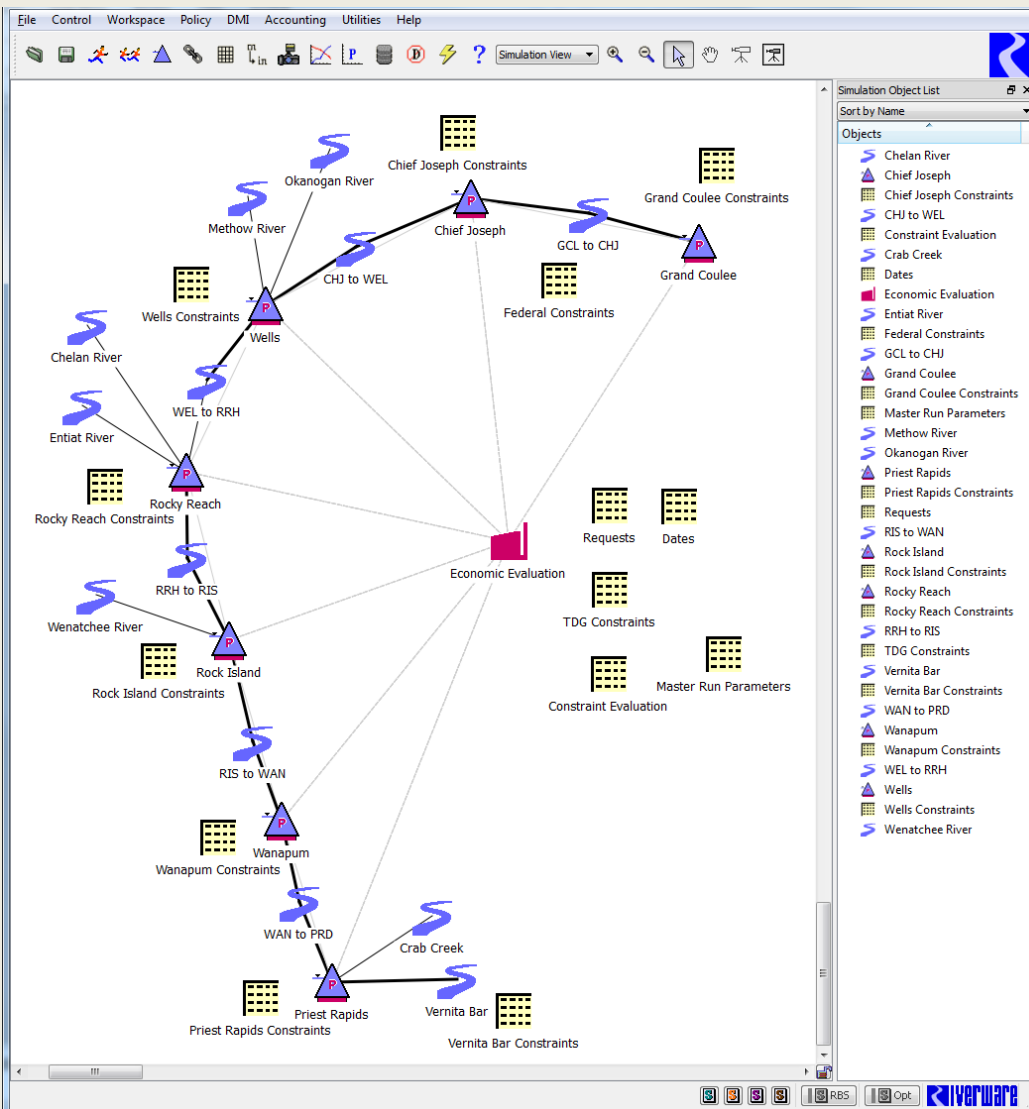 File Control Workspace Policy DMI Accounting Utilities Help
in P D ? Simulation View
Simulation Object List
Sort by Name
Objects
Chelan River
Chief Joseph
Chief Joseph Constraints
CHJ to WEL
Constraint Evaluation
Crab Creek
Dates
Economic Evaluation
Entiat River
Federal Constraints
GCL to CHJ
Grand Coulee
Grand Coulee Constraints
Master Run Parameters
Methow River
Okanogan River
Priest Rapids
Priest Rapids Constraints
Requests
RIS to WAN
Rock Island
Rock Island Constraints
Rocky Reach
Rocky Reach Constraints
RRH to RIS
TDG Constraints
Vernita Bar
Vernita Bar Constraints
WAN to PRD
Wanapum
Wanapum Constraints
WEL to RRH
Wells
Wells Constraints
Wenatchee River
Chief Joseph Constraints
Okanogan River
Grand Coulee Constraints
P
Methow River
Chief Joseph
GCL to CHJ
P
Grand Coulee
CHJ to WEL
Federal Constraints
Wells Constraints
P
Wells
Chelan River
WEL to RRH
Entiat River
P
Rocky Reach
Rocky Reach Constraints
Requests
Dates
Economic Evaluation
RRH to RIS
TDG Constraints
Wenatchee River
P
Rock Island
Rock Island Constraints
Master Run Parameters
Constraint Evaluation
RIS to WAN
P
Wanapum
Wanapum Constraints
WAN to PRD
Crab Creek
P
Priest Rapids
Vernita Bar
Priest Rapids Constraints
Vernita Bar Constraints
S S S S S RBS S Opt Riverware